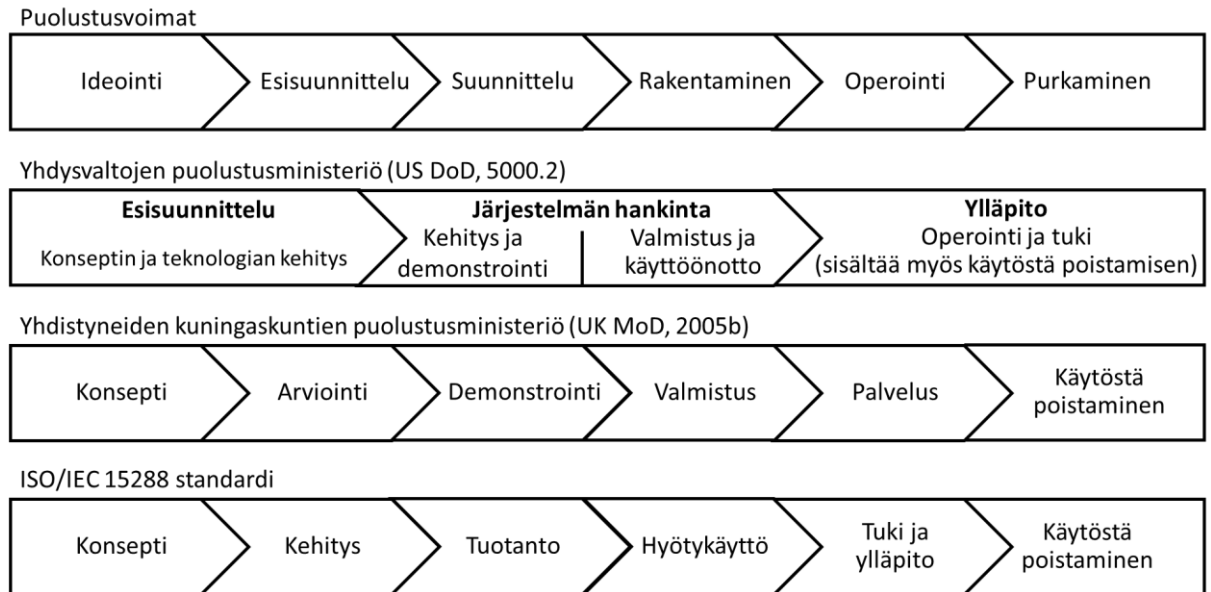 Puolustusvoimat
Ideointi
Esisuunnittelu
Suunnittelu
Rakentaminen
Operointi
Purkaminen
Yhdysvaltojen puolustusministeriö (US DoD, 5000.2)
Esisuunnittelu
Konseptin ja teknologian kehitys
Järjestelmän hankinta
Kehitys ja
demonstrointi
Valmistus ja
käyttöönotto
Ylläpito
Operointi ja tuki
(sisältää myös käytöstä poistamisen)
Yhdistyneiden kuningaskuntien puolustusministeriö (UK MoD, 2005b)
Konsepti
Arviointi
Demonstrointi
Valmistus
Palvelus
Käytöstä
poistaminen
ISO/IEC 15288 standardi
Konsepti
Kehitys
Tuotanto
Hyötykäyttö
Tuki ja
ylläpito
Käytöstä
poistaminen